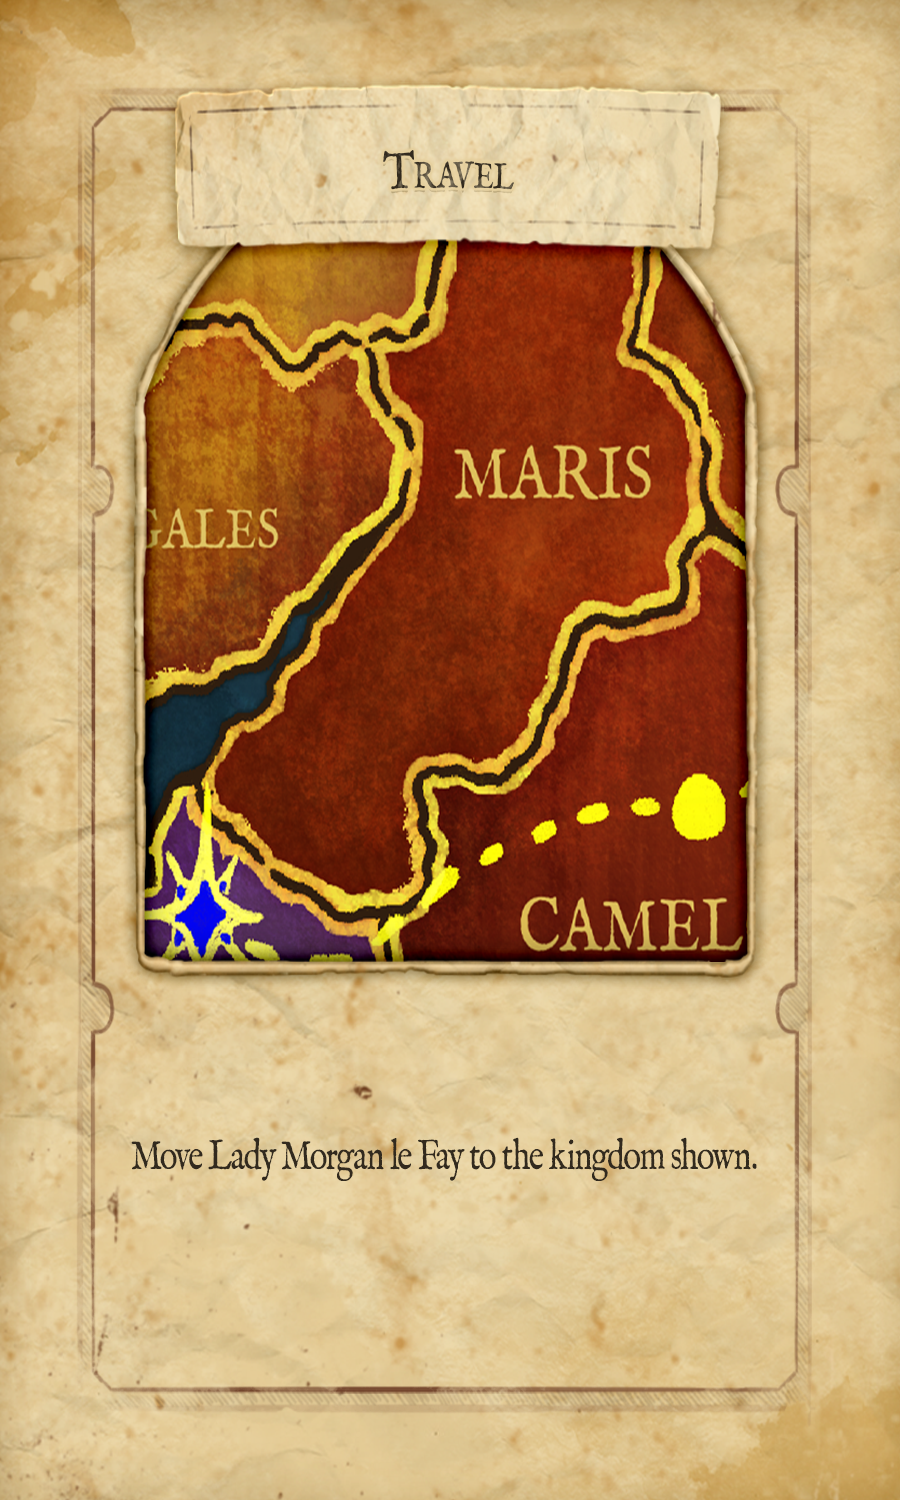 Travel
MARIS
GALES
CAMEL
Move Lady Morgan le Fay to the kingdom shown.